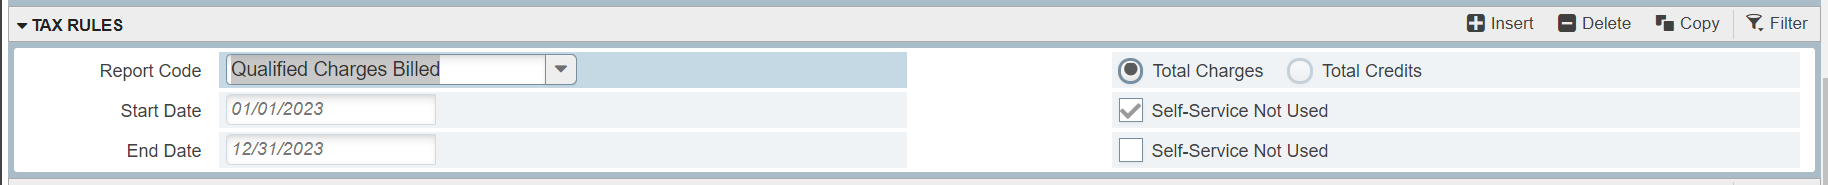 TAX RULES Insert Delete Copy Filter
Report Code Qualified Charges Billed Total Charges Total Credits
Start Date 01/01/2023 Self-Service Not Used
End Date 12/31/2023 Self-Service Not Used